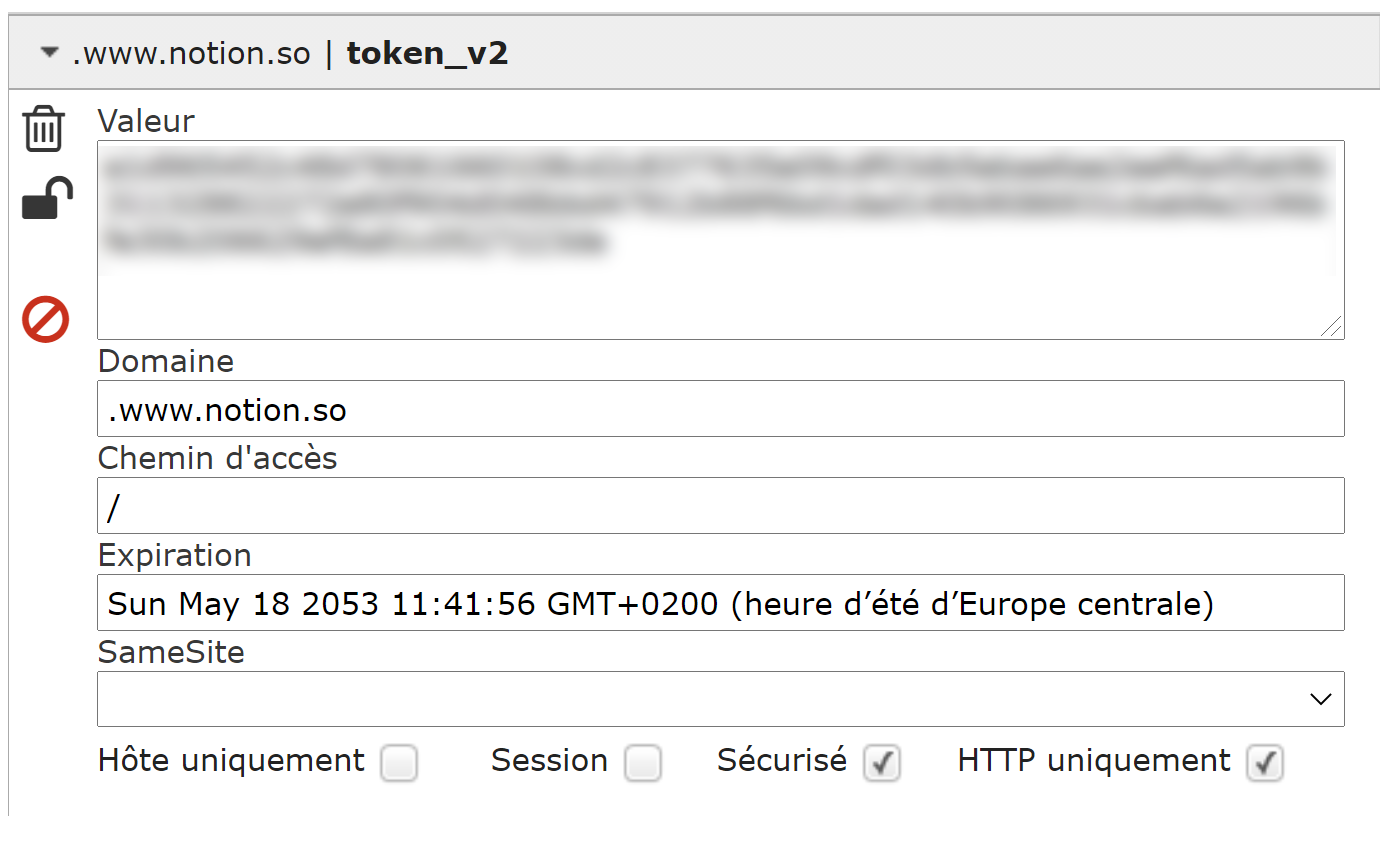 .www.notion.so | token_v2
Valeur
Domaine
.www.notion.so
Chemin d'accès
/
Expiration
Sun May 18 2053 11:41:56 GMT+0200 (heure d’été d’Europe centrale)
SameSite
Hôte uniquement Session Sécurisé HTTP uniquement